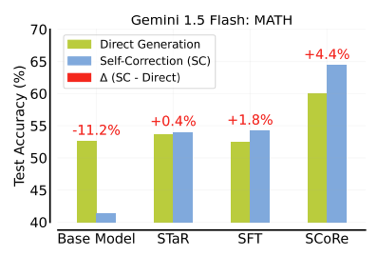 Gemini 1.5 Flash: MATH
Test Accuracy (%)
70
65
60
55
50
45
40
Direct Generation
Self-Correction (SC)
Δ (SC - Direct)
-11.2%
+0.4%
+1.8%
+4.4%
Base Model
STaR
SFT
SCoRe